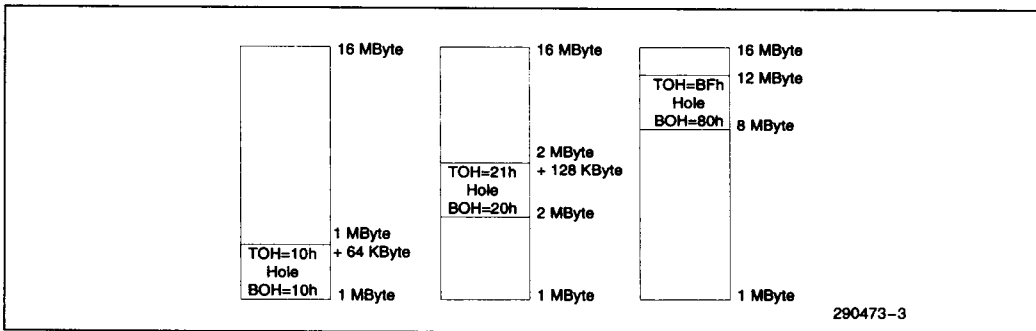 16 MByte
1 MByte
+ 64 KByte
TOH=10h
Hole
BOH=10h
1 MByte
16 MByte
2 MByte
+ 128 KByte
TOH=21h
Hole
BOH=20h
2 MByte
1 MByte
16 MByte
12 MByte
TOH=BFh
Hole
BOH=80h
8 MByte
1 MByte
290473-3